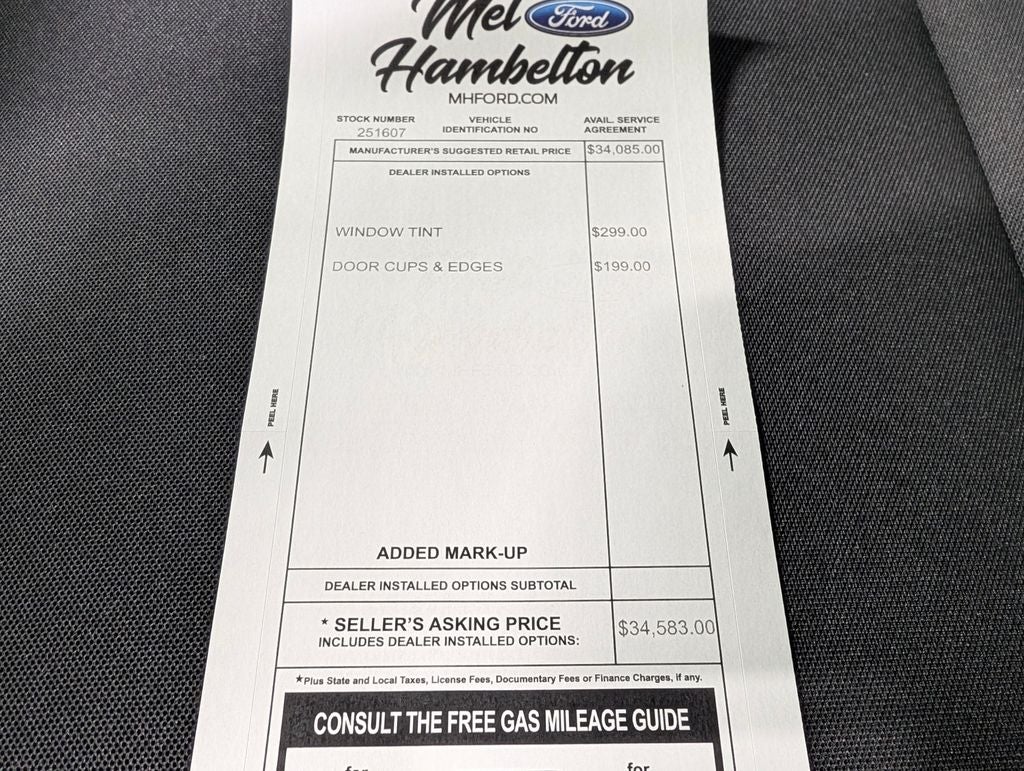 Mel Ford
Hambelton
MHFORD.COM
STOCK NUMBER
251607
VEHICLE
IDENTIFICATION NO
AVAIL. SERVICE
AGREEMENT
MANUFACTURER'S SUGGESTED RETAIL PRICE $34,085.00
DEALER INSTALLED OPTIONS
WINDOW TINT $299.00
DOOR CUPS & EDGES $199.00
PEEL HERE
PEEL HERE
ADDED MARK-UP
DEALER INSTALLED OPTIONS SUBTOTAL
* SELLER'S ASKING PRICE $34,583.00
INCLUDES DEALER INSTALLED OPTIONS:
*Plus State and Local Taxes, License Fees, Documentary Fees or Finance Charges, if any.
CONSULT THE FREE GAS MILEAGE GUIDE
for for